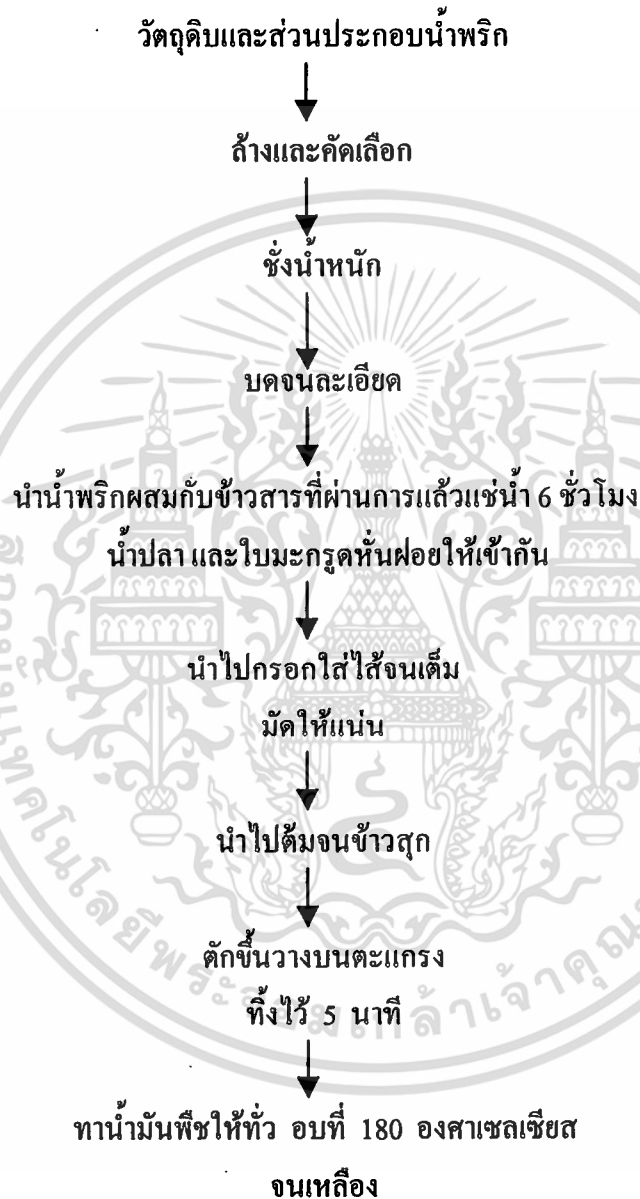 วัตถุดิบและส่วนประกอบน้ำพริก
ล้างและคัดเลือก
ชั่งน้ำหนัก
บดจนละเอียด
นำน้ำพริกผสมกับข้าวสารที่ผ่านการแล้วแช่น้ำ 6 ชั่วโมง
น้ำปลา และใบมะกรูดหั่นฝอยให้เข้ากัน
นำไปกรอกใส่ไส้จนเต็ม
มัดให้แน่น
นำไปต้มจนข้าวสุก
ตักขึ้นวางบนตะแกรง
ทิ้งไว้ 5 นาที
ทาน้ำมันพืชให้ทั่ว อบที่ 180 องศาเซลเซียส
จนเหลือง